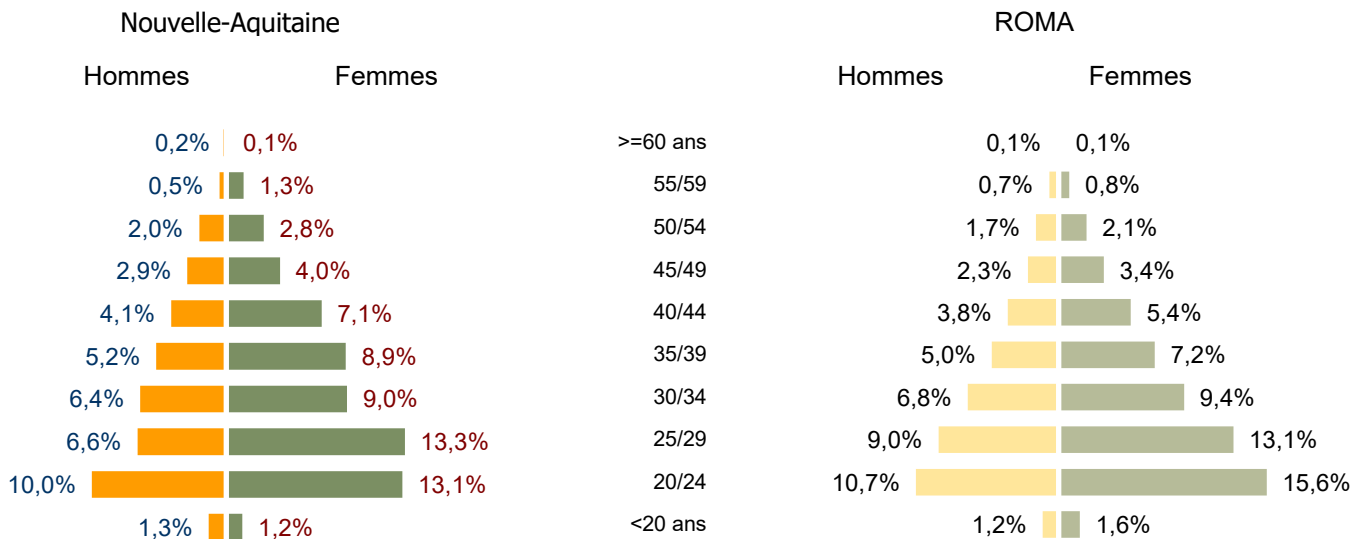 Nouvelle-Aquitaine ROMA
Hommes Femmes Hommes Femmes
0,2% 0,1% >=60 ans 0,1% 0,1%
0,5% 1,3% 55/59 0,7% 0,8%
2,0% 2,8% 50/54 1,7% 2,1%
2,9% 4,0% 45/49 2,3% 3,4%
4,1% 7,1% 40/44 3,8% 5,4%
5,2% 8,9% 35/39 5,0% 7,2%
6,4% 9,0% 30/34 6,8% 9,4%
6,6% 13,3% 25/29 9,0% 13,1%
10,0% 13,1% 20/24 10,7% 15,6%
1,3% 1,2% <20 ans 1,2% 1,6%